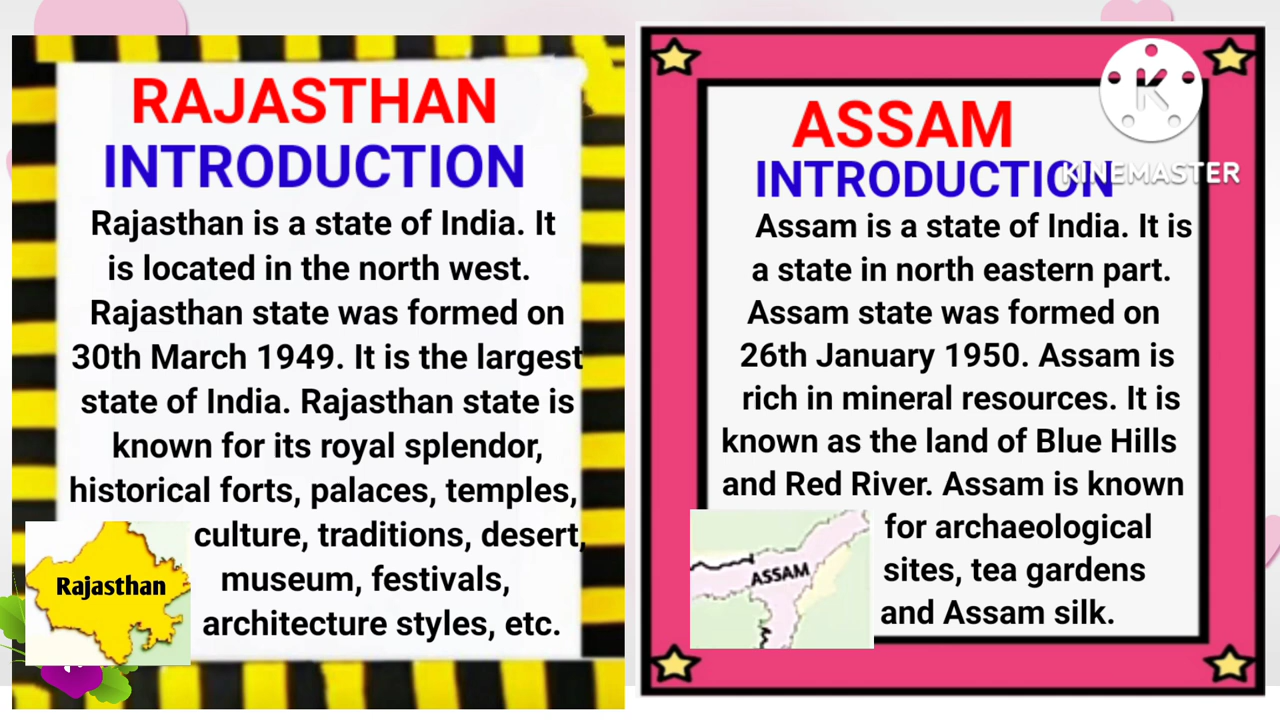 RAJASTHAN
INTRODUCTION
Rajasthan is a state of India. It
is located in the north west.
Rajasthan state was formed on
30th March 1949. It is the largest
state of India. Rajasthan state is
known for its royal splendor,
historical forts, palaces, temples,
culture, traditions, desert,
museum, festivals,
architecture styles, etc.
Rajasthan
ASSAM
INTRODUCTION
Assam is a state of India. It is
a state in north eastern part.
Assam state was formed on
26th January 1950. Assam is
rich in mineral resources. It is
known as the land of Blue Hills
and Red River. Assam is known
for archaeological
sites, tea gardens
and Assam silk.
ASSAM
K
KINEMASTER